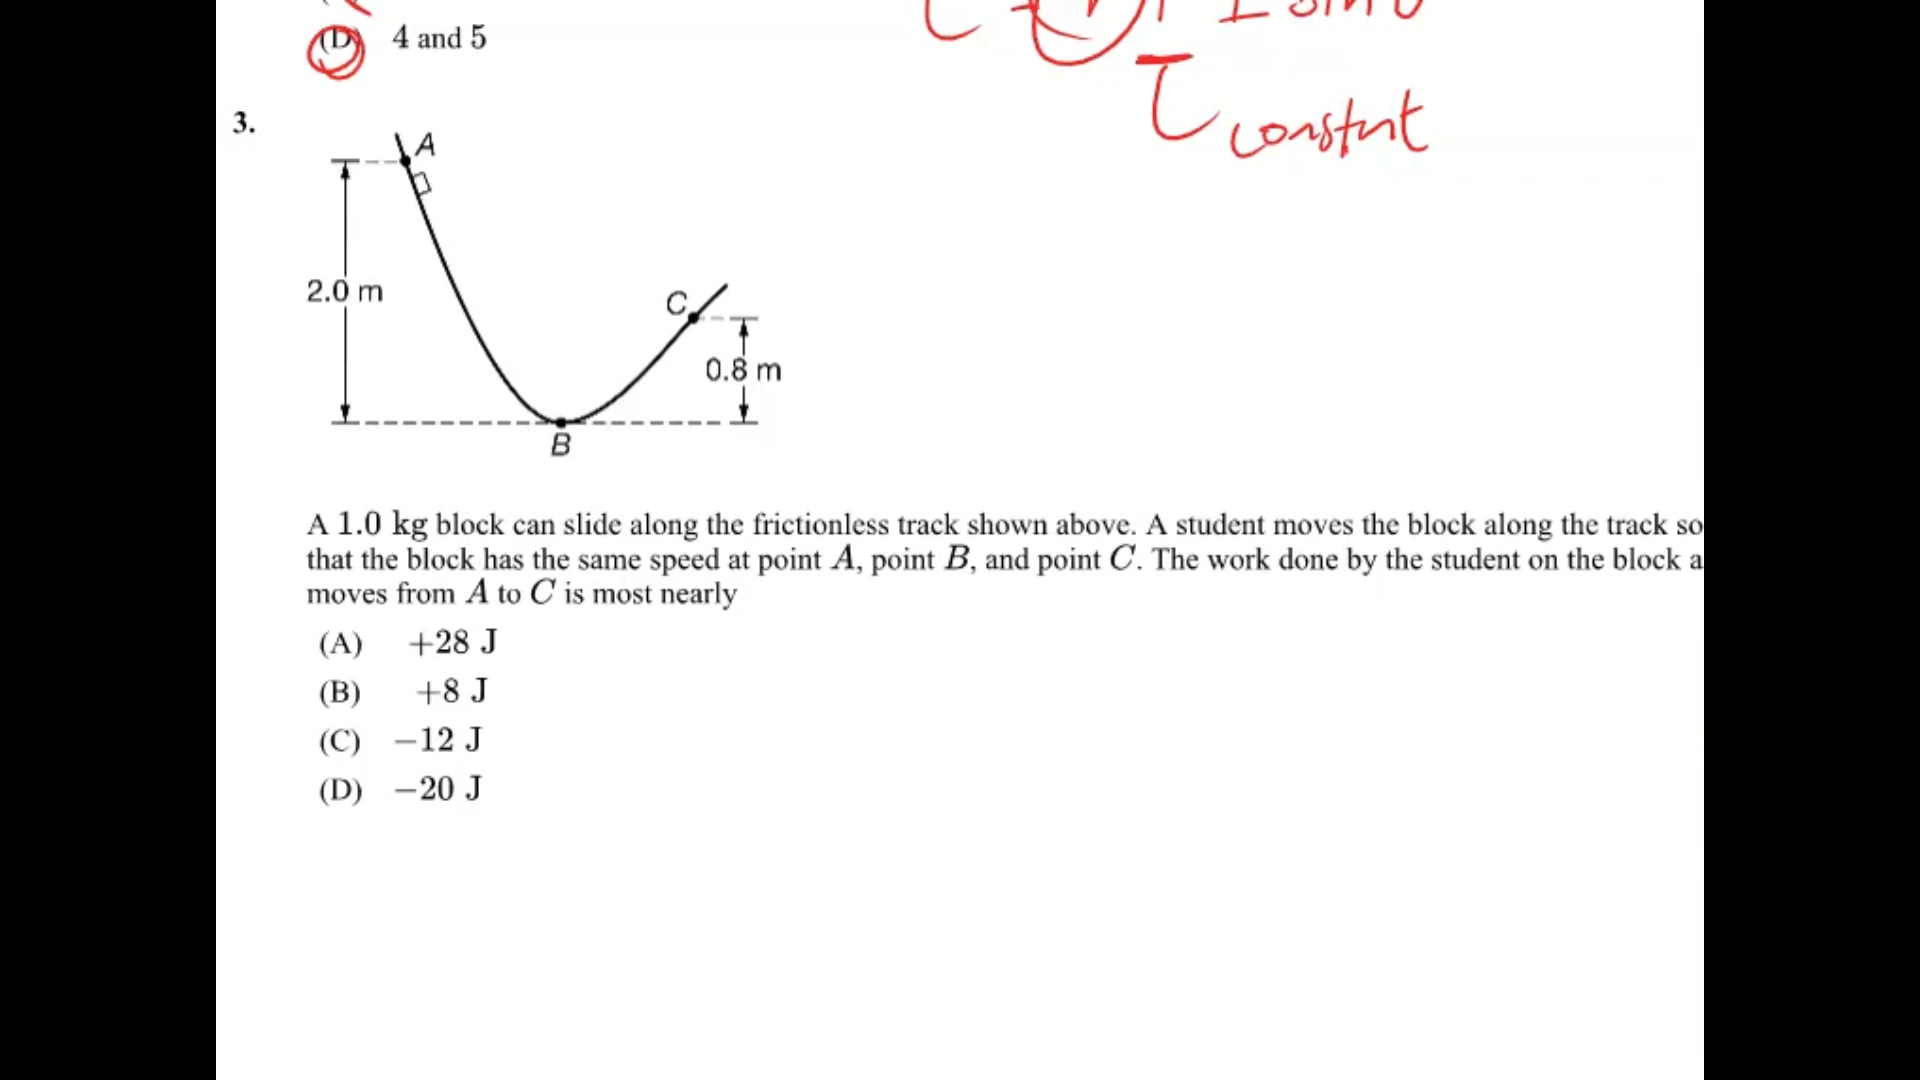 (D) 4 and 5
constant
3.
A
2.0 m
C
0.8 m
B
A 1.0 kg block can slide along the frictionless track shown above. A student moves the block along the track so
that the block has the same speed at point A, point B, and point C. The work done by the student on the block a
moves from A to C is most nearly
(A) +28 J
(B) +8 J
(C) −12 J
(D) −20 J